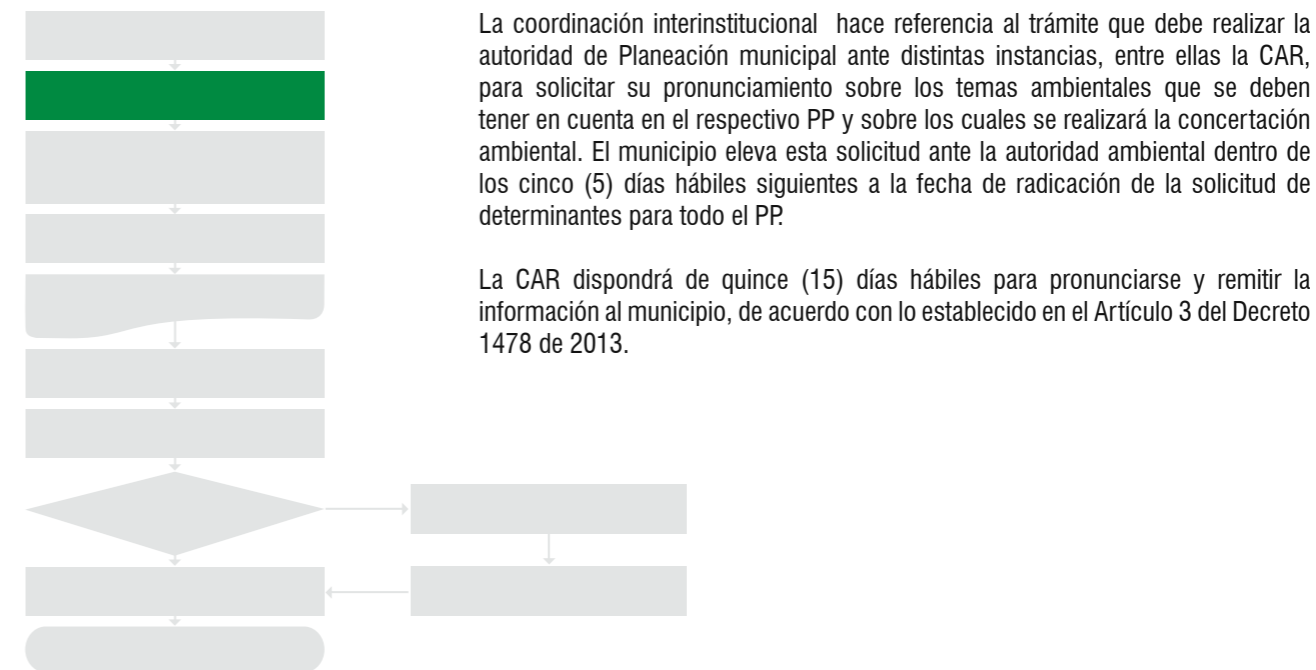 La coordinación interinstitucional hace referencia al trámite que debe realizar la
autoridad de Planeación municipal ante distintas instancias, entre ellas la CAR,
para solicitar su pronunciamiento sobre los temas ambientales que se deben
tener en cuenta en el respectivo PP y sobre los cuales se realizará la concertación
ambiental. El municipio eleva esta solicitud ante la autoridad ambiental dentro de
los cinco (5) días hábiles siguientes a la fecha de radicación de la solicitud de
determinantes para todo el PP.
La CAR dispondrá de quince (15) días hábiles para pronunciarse y remitir la
información al municipio, de acuerdo con lo establecido en el Artículo 3 del Decreto
1478 de 2013.